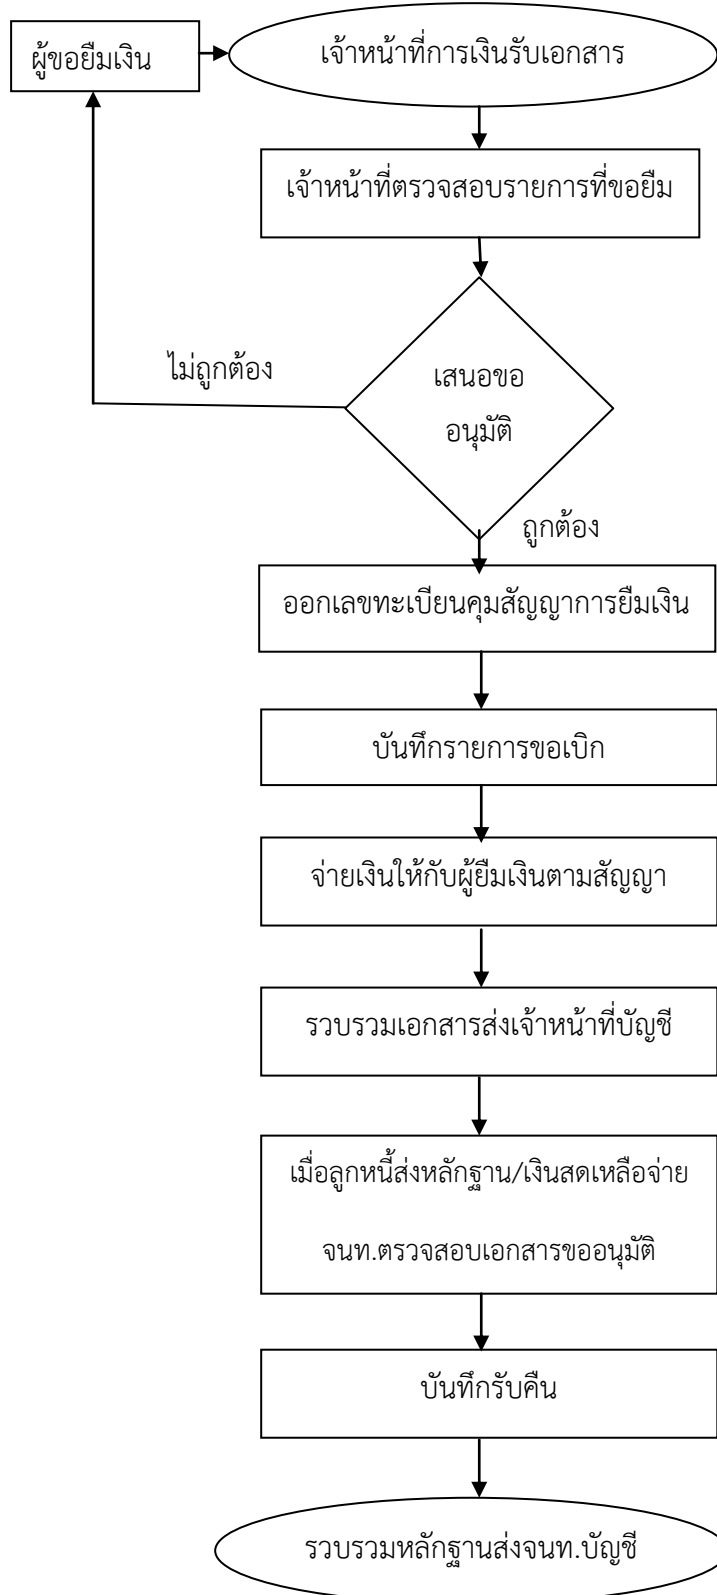 ผู้ขอยืมเงิน
เจ้าหน้าที่การเงินรับเอกสาร
เจ้าหน้าที่ตรวจสอบรายการที่ขอยืม
ไม่ถูกต้อง
เสนอขอ
อนุมัติ
ถูกต้อง
ออกเลขทะเบียนคุมสัญญาการยืมเงิน
บันทึกรายการขอเบิก
จ่ายเงินให้กับผู้ยืมเงินตามสัญญา
รวบรวมเอกสารส่งเจ้าหน้าที่บัญชี
เมื่อลูกหนี้ส่งหลักฐาน/เงินสดเหลือจ่าย
จนท.ตรวจสอบเอกสารขออนุมัติ
บันทึกรับคืน
รวบรวมหลักฐานส่งจนท.บัญชี